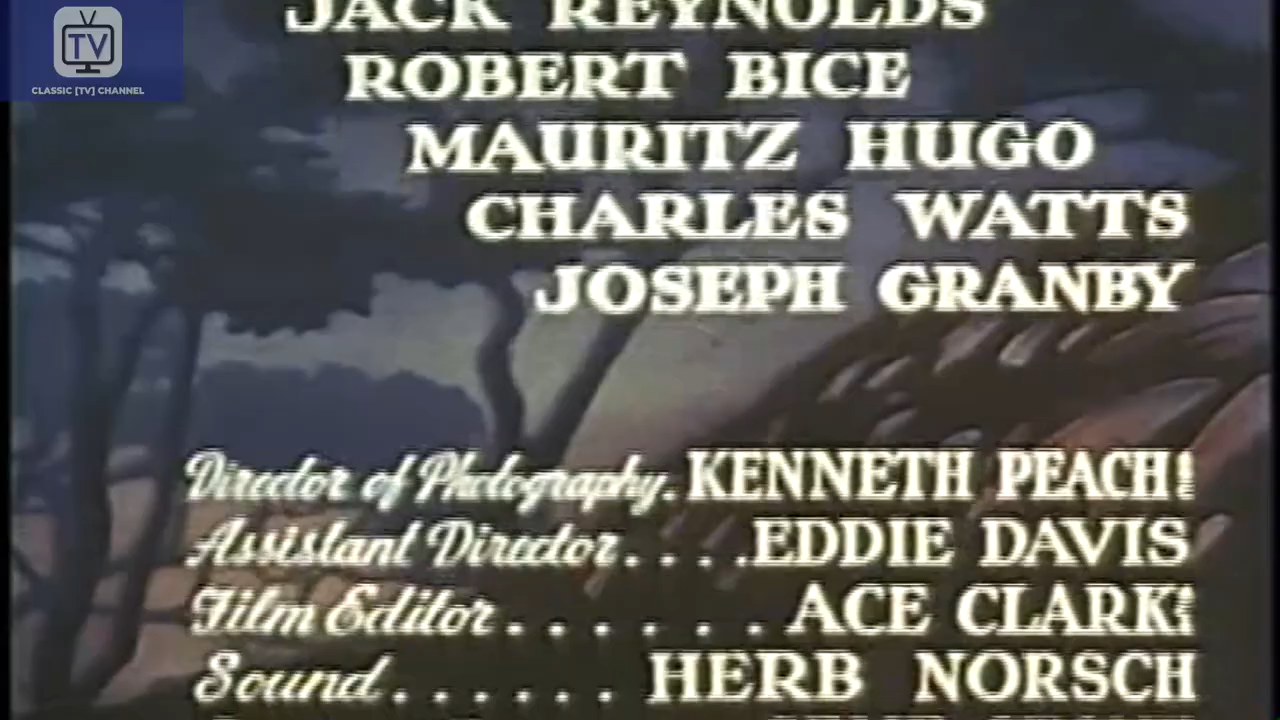 TV
CLASSIC [TV] CHANNEL
JACK REYNOLDS
ROBERT BICE
MAURITZ HUGO
CHARLES WATTS
JOSEPH GRANBY
Director of Photography. KENNETH PEACH
Assistant Director. . . . .EDDIE DAVIS
Film Editor . . . . . . ACE CLARK
Sound . . . . . . HERB NORSCH